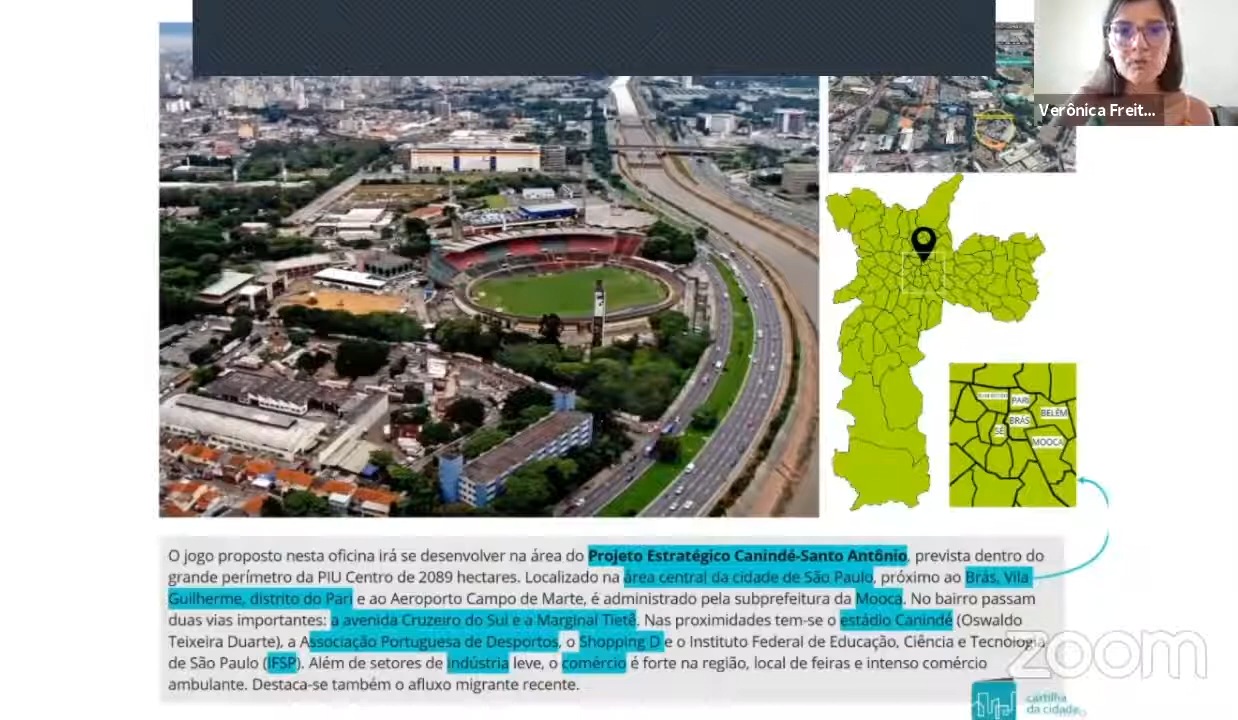 Verônica Freit...
PARI
BRÁS
BELÉM
SÉ
MOOCA
O jogo proposto nesta oficina irá se desenvolver na área do Projeto Estratégico Canindé-Santo Antônio, prevista dentro do
grande perímetro da PIU Centro de 2089 hectares. Localizado na área central da cidade de São Paulo, próximo ao Brás, Vila
Guilherme, distrito do Pari e ao Aeroporto Campo de Marte, é administrado pela subprefeitura da Mooca. No bairro passam
duas vias importantes: a avenida Cruzeiro do Sul e a Marginal Tietê. Nas proximidades tem-se o estádio Canindé (Oswaldo
Teixeira Duarte), a Associação Portuguesa de Desportos, o Shopping D e o Instituto Federal de Educação, Ciência e Tecnologia
de São Paulo (IFSP). Além de setores de indústria leve, o comércio é forte na região, local de feiras e intenso comércio
ambulante. Destaca-se também o afluxo migrante recente.
zoom
cartilha
da cidade